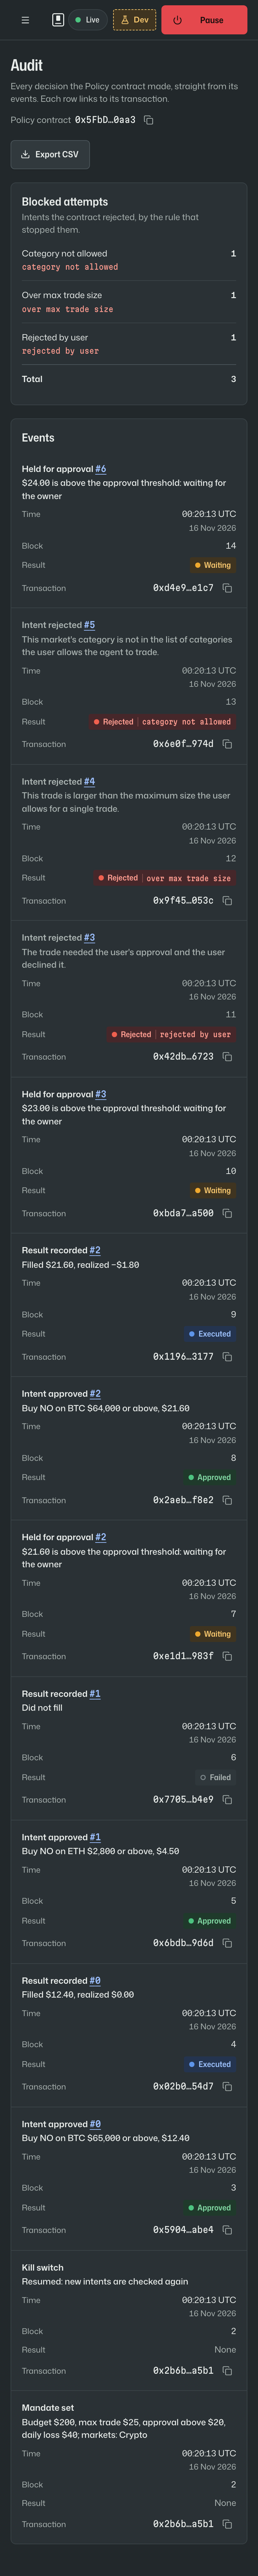 Live
Dev
Pause
Audit
Every decision the Policy contract made, straight from its
events. Each row links to its transaction.
Policy contract 0x5FbD…0aa3
Export CSV
Blocked attempts
Intents the contract rejected, by the rule that
stopped them.
Category not allowed 1
category not allowed
Over max trade size 1
over max trade size
Rejected by user 1
rejected by user
Total 3
Events
Held for approval #6
$24.00 is above the approval threshold: waiting for
the owner
Time 00:20:13 UTC
16 Nov 2026
Block 14
Result Waiting
Transaction 0xd4e9…e1c7
Intent rejected #5
This market's category is not in the list of categories
the user allows the agent to trade.
Time 00:20:13 UTC
16 Nov 2026
Block 13
Result Rejected category not allowed
Transaction 0x6e0f…974d
Intent rejected #4
This trade is larger than the maximum size the user
allows for a single trade.
Time 00:20:13 UTC
16 Nov 2026
Block 12
Result Rejected over max trade size
Transaction 0x9f45…053c
Intent rejected #3
The trade needed the user's approval and the user
declined it.
Time 00:20:13 UTC
16 Nov 2026
Block 11
Result Rejected rejected by user
Transaction 0x42db…6723
Held for approval #3
$23.00 is above the approval threshold: waiting for
the owner
Time 00:20:13 UTC
16 Nov 2026
Block 10
Result Waiting
Transaction 0xbda7…a500
Result recorded #2
Filled $21.60, realized −$1.80
Time 00:20:13 UTC
16 Nov 2026
Block 9
Result Executed
Transaction 0x1196…3177
Intent approved #2
Buy NO on BTC $64,000 or above, $21.60
Time 00:20:13 UTC
16 Nov 2026
Block 8
Result Approved
Transaction 0x2aeb…f8e2
Held for approval #2
$21.60 is above the approval threshold: waiting for
the owner
Time 00:20:13 UTC
16 Nov 2026
Block 7
Result Waiting
Transaction 0xe1d1…983f
Result recorded #1
Did not fill
Time 00:20:13 UTC
16 Nov 2026
Block 6
Result Failed
Transaction 0x7705…b4e9
Intent approved #1
Buy NO on ETH $2,800 or above, $4.50
Time 00:20:13 UTC
16 Nov 2026
Block 5
Result Approved
Transaction 0x6bdb…9d6d
Result recorded #0
Filled $12.40, realized $0.00
Time 00:20:13 UTC
16 Nov 2026
Block 4
Result Executed
Transaction 0x02b0…54d7
Intent approved #0
Buy NO on BTC $65,000 or above, $12.40
Time 00:20:13 UTC
16 Nov 2026
Block 3
Result Approved
Transaction 0x5904…abe4
Kill switch
Resumed: new intents are checked again
Time 00:20:13 UTC
16 Nov 2026
Block 2
Result None
Transaction 0x2b6b…a5b1
Mandate set
Budget $200, max trade $25, approval above $20,
daily loss $40; markets: Crypto
Time 00:20:13 UTC
16 Nov 2026
Block 2
Result None
Transaction 0x2b6b…a5b1